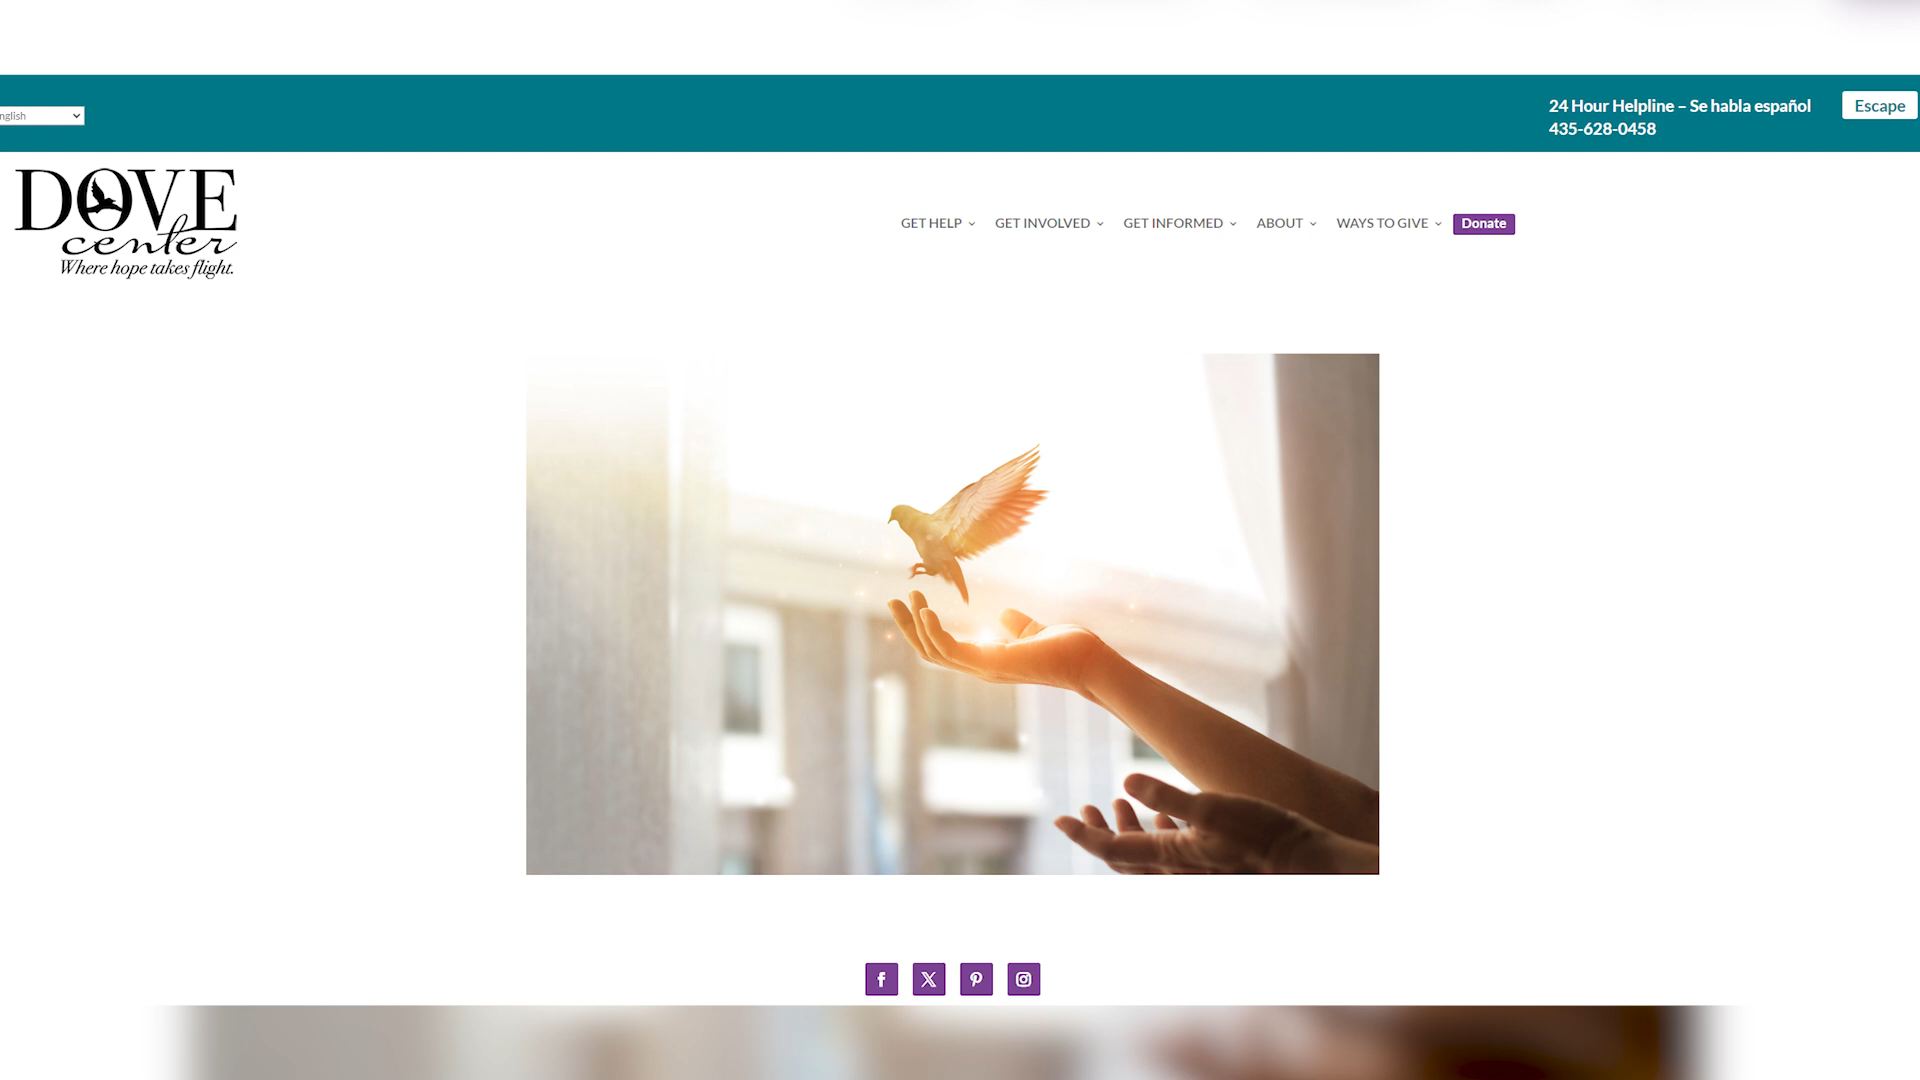 nglish
24 Hour Helpline – Se habla español
435-628-0458
Escape
DOVE
center
Where hope takes flight.
GET HELP
GET INVOLVED
GET INFORMED
ABOUT
WAYS TO GIVE
Donate